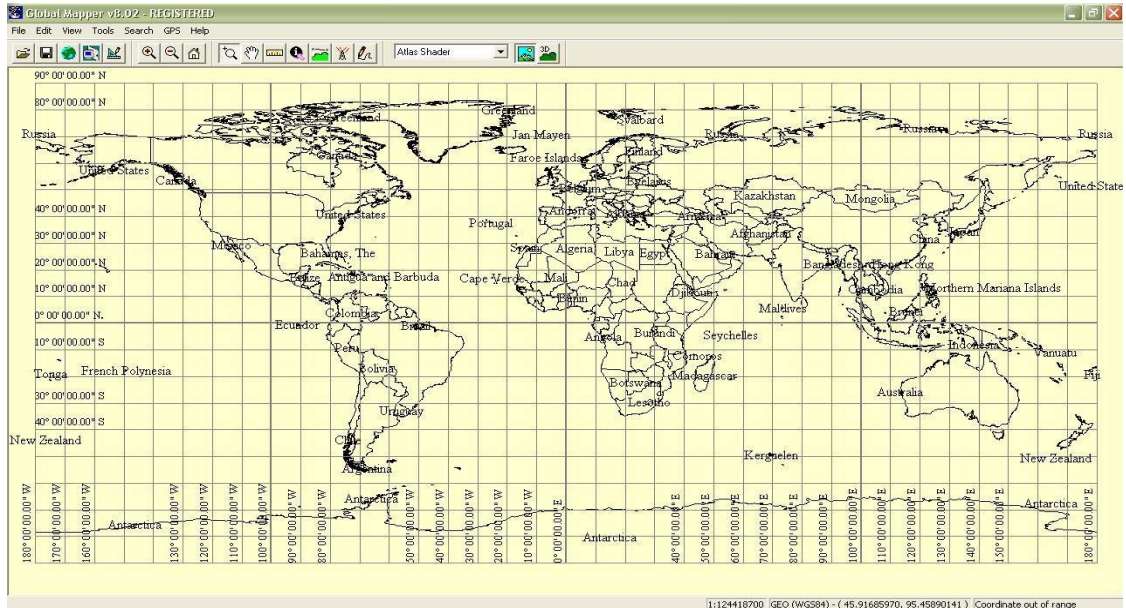 Global Mapper v8.02 - REGISTERED
File Edit View Tools Search GPS Help
Atlas Shader
3D
90° 00' 00.00" N
80° 00' 00.00" N
Greenland
Greenland
Svalbard
Russia
Jan Mayen
Russia
Russia
Russia
Canada
Faroe Islands
Finland
United States
Canada
Belgium
Byelarus
Kazakhstan
Mongolia
United State
40° 00' 00.00" N
United States
Portugal
Andorra
Armenia
30° 00' 00.00" N
Mexico
Bahamas, The
Spain
Algeria
Libya
Egypt
Bahrain
Afghanistan
China
Japan
20° 00' 00.00" N
Belize
Antigua and Barbuda
Cape Verde
Mali
Chad
Bangladesh
Hong Kong
10° 00' 00.00" N
Colombia
Benin
Djibouti
Maldives
Cambodia
Northern Mariana Islands
0° 00' 00.00" N
Ecuador
Brazil
Angola
Burundi
Seychelles
Brunei
10° 00' 00.00" S
Peru
Comoros
Indonesia
Vanuatu
Tonga
French Polynesia
Bolivia
Botswana
Madagascar
Fiji
30° 00' 00.00" S
Uruguay
Lesotho
Australia
40° 00' 00.00" S
New Zealand
Chile
Kerguelen
New Zealand
Argentina
Antarctica
Antarctica
Antarctica
Antarctica
180° 00' 00.00" W
170° 00' 00.00" W
160° 00' 00.00" W
130° 00' 00.00" W
120° 00' 00.00" W
110° 00' 00.00" W
100° 00' 00.00" W
90° 00' 00.00" W
80° 00' 00.00" W
50° 00' 00.00" W
40° 00' 00.00" W
30° 00' 00.00" W
20° 00' 00.00" W
0° 00' 00.00" E
40° 00' 00.00" E
50° 00' 00.00" E
60° 00' 00.00" E
70° 00' 00.00" E
80° 00' 00.00" E
90° 00' 00.00" E
100° 00' 00.00" E
110° 00' 00.00" E
120° 00' 00.00" E
130° 00' 00.00" E
140° 00' 00.00" E
150° 00' 00.00" E
180° 00' 00.00" E
1:124418700 GEO (WGS84) - ( 45.91685970, 95.45890141 ) Coordinate out of range